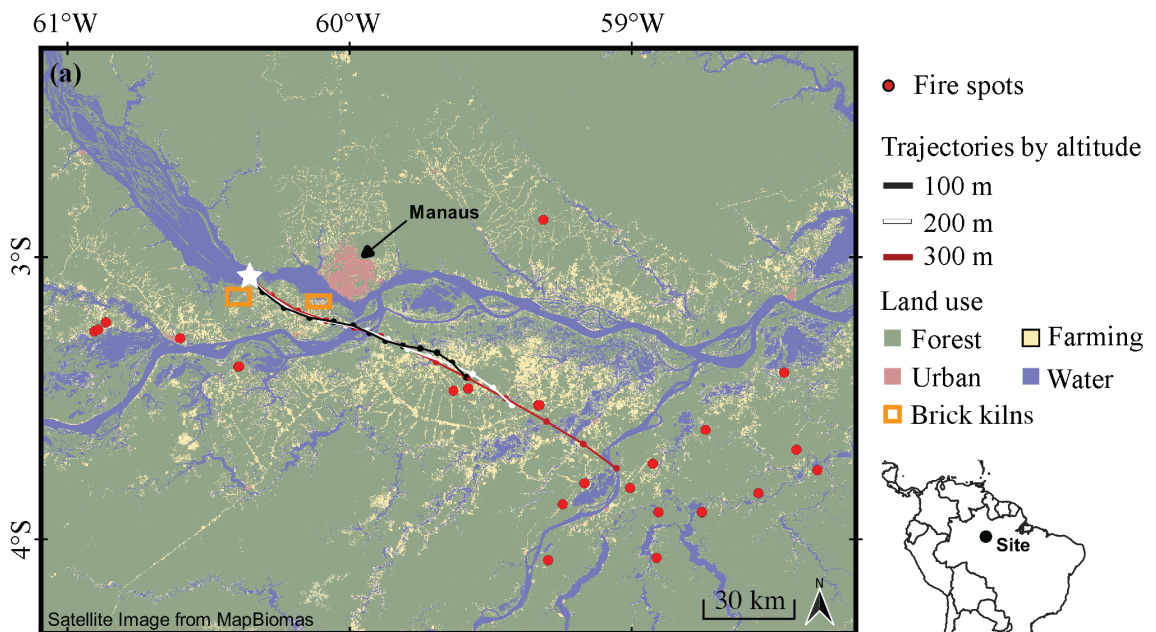 61°W 60°W 59°W
(a)
Manaus
3°S
4°S
30 km
N
Satellite Image from MapBiomas
Fire spots
Trajectories by altitude
100 m
200 m
300 m
Land use
Forest
Farming
Urban
Water
Brick kilns
Site